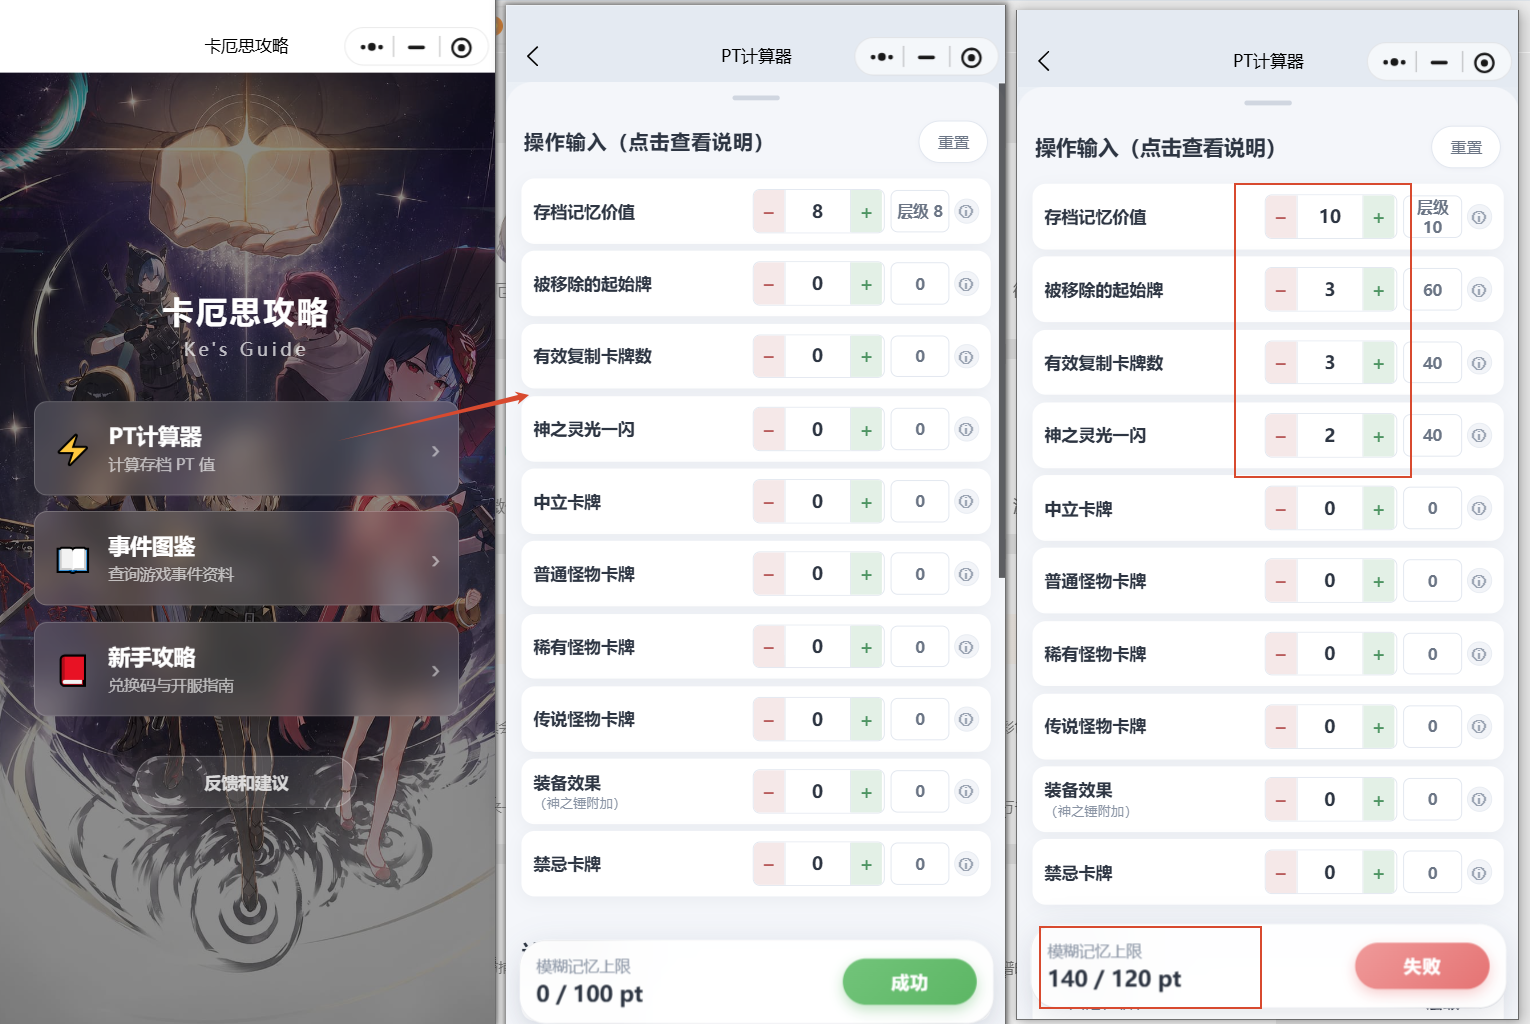 卡厄思攻略
卡厄思攻略
Ke's Guide
PT计算器
计算存档 PT 值
事件图鉴
查询游戏事件资料
新手攻略
兑换码与开服指南
反馈和建议
PT计算器
操作输入（点击查看说明）
重置
存档记忆价值
8
层级 8
被移除的起始牌
0
0
有效复制卡牌数
0
0
神之灵光一闪
0
0
中立卡牌
0
0
普通怪物卡牌
0
0
稀有怪物卡牌
0
0
传说怪物卡牌
0
0
装备效果
（神之锤附加）
0
0
禁忌卡牌
0
0
模糊记忆上限
0 / 100 pt
成功
PT计算器
操作输入（点击查看说明）
重置
存档记忆价值
10
层级
10
被移除的起始牌
3
60
有效复制卡牌数
3
40
神之灵光一闪
2
40
中立卡牌
0
0
普通怪物卡牌
0
0
稀有怪物卡牌
0
0
传说怪物卡牌
0
0
装备效果
（神之锤附加）
0
0
禁忌卡牌
0
0
模糊记忆上限
140 / 120 pt
失败